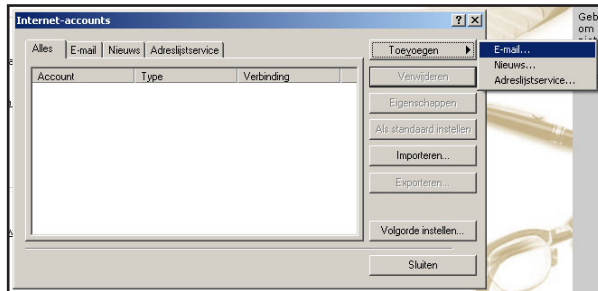 Internet-accounts
Geb
om
Alles E-mail Nieuws Adreslijstservice
Account Type Verbinding
Toevoegen
E-mail...
Nieuws...
Adreslijstservice...
Verwijderen
Eigenschappen
Als standaard instellen
Importeren...
Exporteren...
Volgorde instellen...
Sluiten